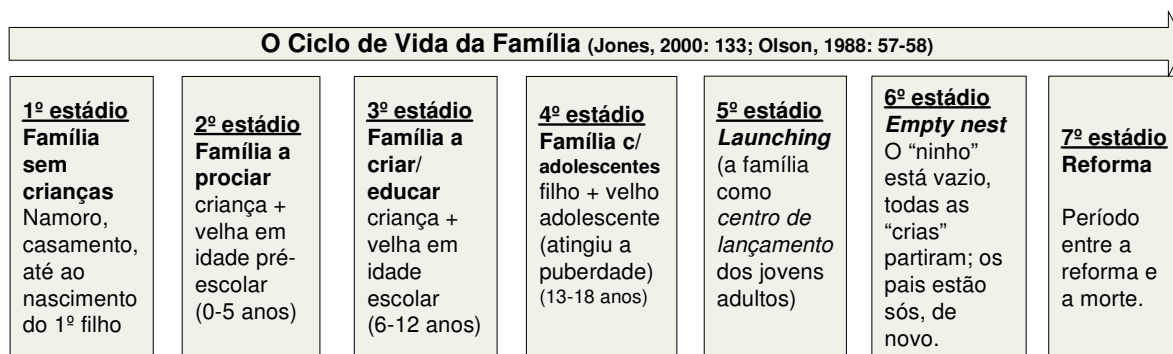 O Ciclo de Vida da Família (Jones, 2000: 133; Olson, 1988: 57-58)
1º estádio
Família
sem
crianças
Namoro,
casamento,
até ao
nascimento
do 1º filho
2º estádio
Família a
prociar
criança +
velha em
idade pré-
escolar
(0-5 anos)
3º estádio
Família a
criar/
educar
criança +
velha em
idade
escolar
(6-12 anos)
4º estádio
Família c/
adolescentes
filho + velho
adolescente
(atingiu a
puberdade)
(13-18 anos)
5º estádio
Launching
(a família
como
centro de
lançamento
dos jovens
adultos)
6º estádio
Empty nest
O “ninho”
está vazio,
todas as
“crias”
partiram; os
pais estão
sós, de
novo.
7º estádio
Reforma
Período
entre a
reforma e
a morte.